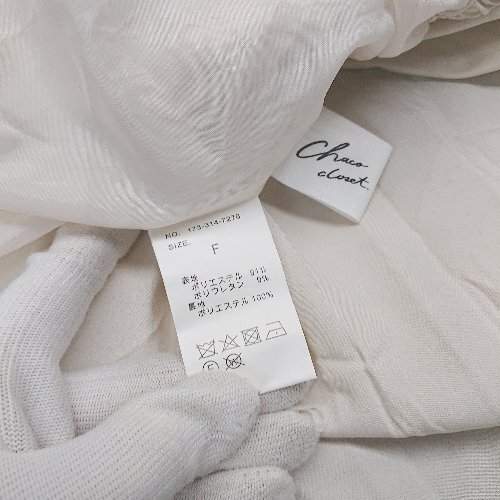 Chaco
closet.
NO. 173-314-7278
SIZE. F
表地
ポリエステル 91%
ポリウレタン 9%
裏地
ポリエステル 100%